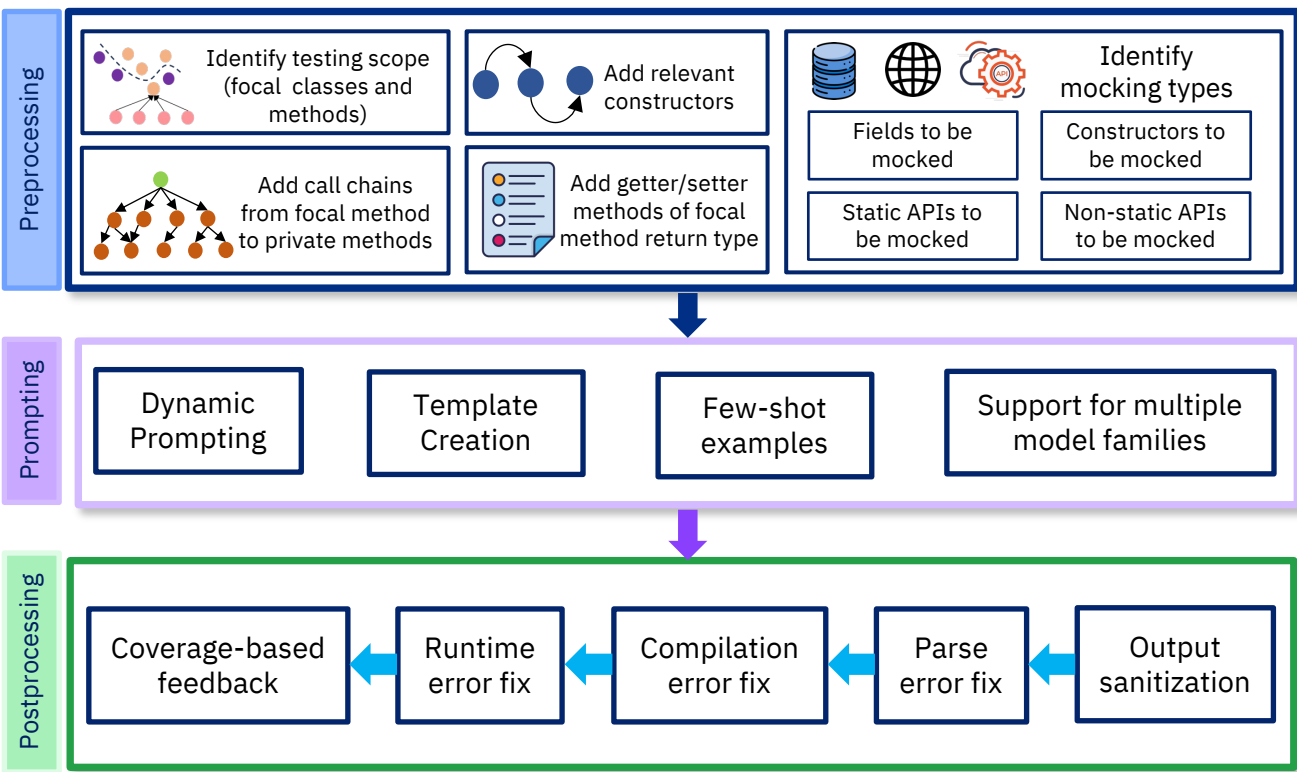 Preprocessing
Identify testing scope
(focal classes and
methods)
Add relevant
constructors
API
Identify
mocking types
Fields to be
mocked
Constructors to
be mocked
Static APIs to
be mocked
Non-static APIs
to be mocked
Add call chains
from focal method
to private methods
Add getter/setter
methods of focal
method return type
Prompting
Dynamic
Prompting
Template
Creation
Few-shot
examples
Support for multiple
model families
Postprocessing
Coverage-based
feedback
Runtime
error fix
Compilation
error fix
Parse
error fix
Output
sanitization